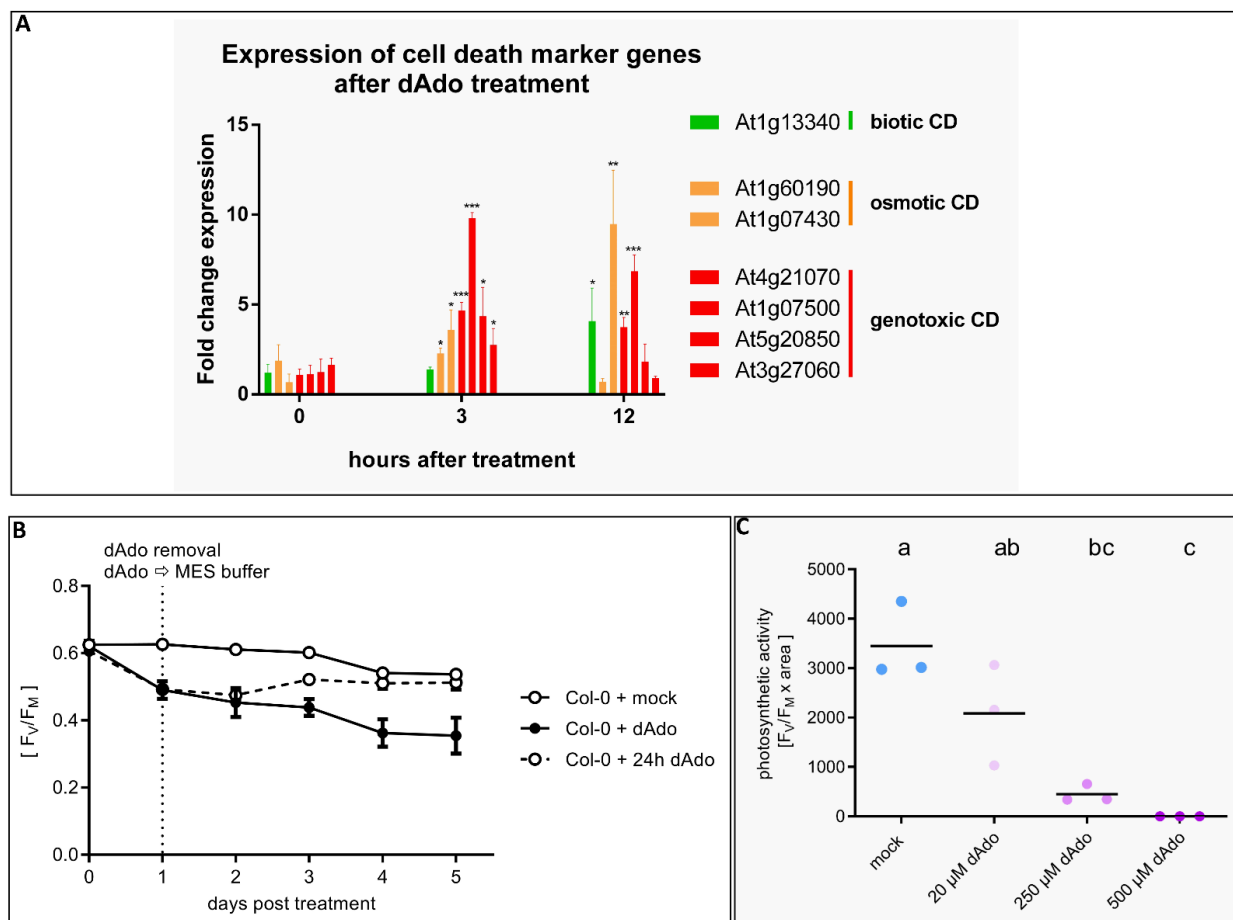 A
Expression of cell death marker genes
after dAdo treatment
Fold change expression
15
10
5
0
* * *** *** * *
* ** ** ***
0 3 12
hours after treatment
At1g13340 biotic CD
At1g60190
At1g07430
osmotic CD
At4g21070
At1g07500
At5g20850
At3g27060
genotoxic CD
B
dAdo removal
dAdo ⇨ MES buffer
[ FV/FM ]
0.8
0.6
0.4
0.2
0.0
0 1 2 3 4 5
days post treatment
Col-0 + mock
Col-0 + dAdo
Col-0 + 24h dAdo
C
a ab bc c
photosynthetic activity
[FV/FM x area ]
5000
4000
3000
2000
1000
0
mock
20 µM dAdo
250 µM dAdo
500 µM dAdo